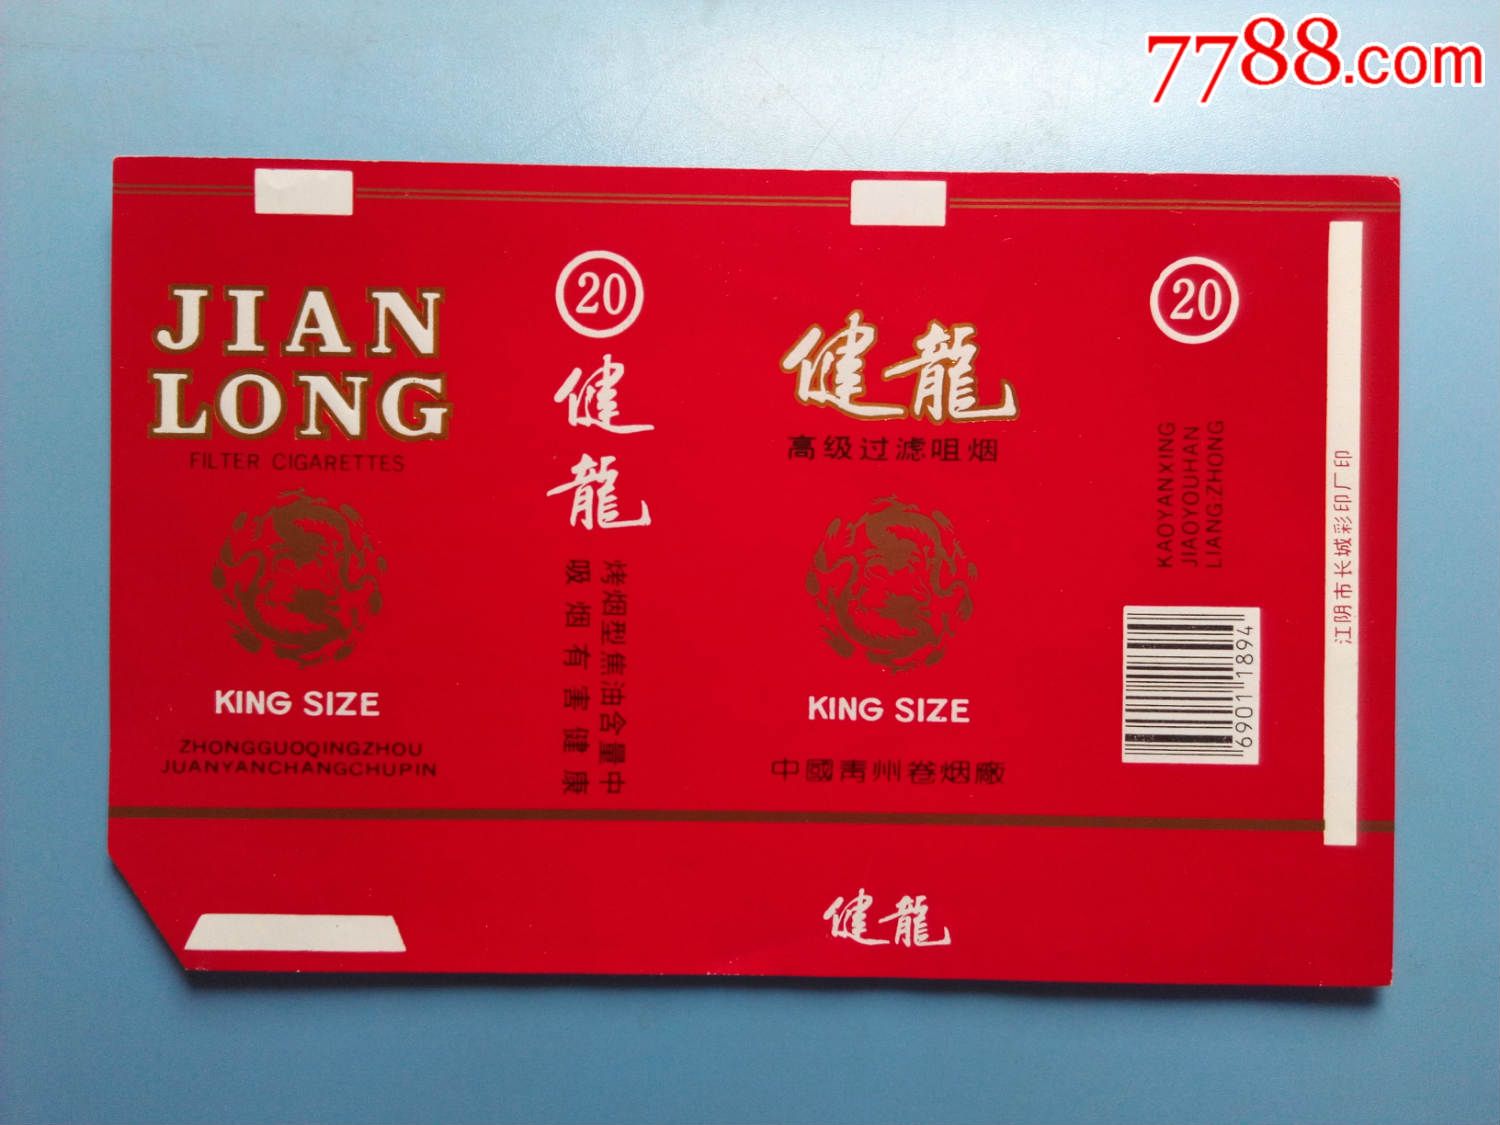 7788.com
JIAN
LONG
FILTER CIGARETTES
KING SIZE
ZHONGGUOQINGZHOU
JUANYANCHANGCHUPIN
20
健龍
烤烟型焦油含量中
吸烟有害健康
健龍
高级过滤咀烟
KING SIZE
中國青州卷烟廠
健龍
20
KAOYANXING
JIAOYOUHAN
LIANG:ZHONG
6901 1894
江阴市长城彩印厂印